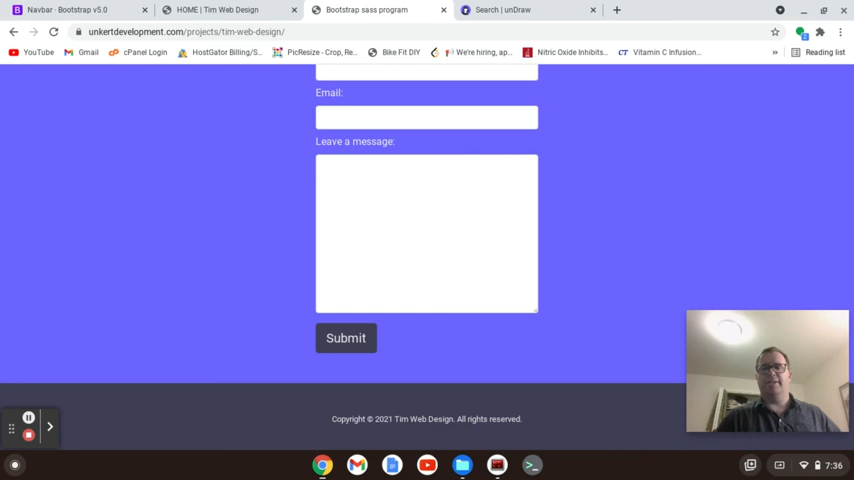 Navbar · Bootstrap v5.0
HOME | Tim Web Design
Bootstrap sass program
Search | unDraw
unkertdevelopment.com/projects/tim-web-design/
YouTube
Gmail
cPanel Login
HostGator Billing/S...
PicResize - Crop, Re...
Bike Fit DIY
We're hiring, ap...
Nitric Oxide Inhibits...
CT
Vitamin C Infusion...
»
Reading list
Email:
Leave a message:
Submit
Copyright © 2021 Tim Web Design. All rights reserved.
7:36